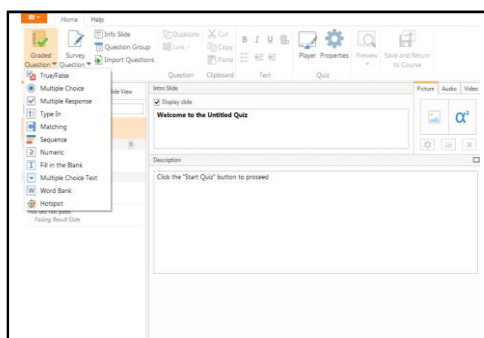 Home Help
Graded Question
Survey Question
Info Slide
Question Group
Import Questions
Duplicate
Link
Cut
Copy
Paste
B I U
Player
Properties
Preview
Save and Return to Course
Question Clipboard Text Quiz
True/False
Multiple Choice
Multiple Response
Type In
Matching
Sequence
Numeric
Fill in the Blank
Multiple Choice Text
Word Bank
Hotspot
Slide View
Failing Result Slide
Intro Slide
Display slide
Welcome to the Untitled Quiz
Picture Audio Video
Description
Click the "Start Quiz" button to proceed